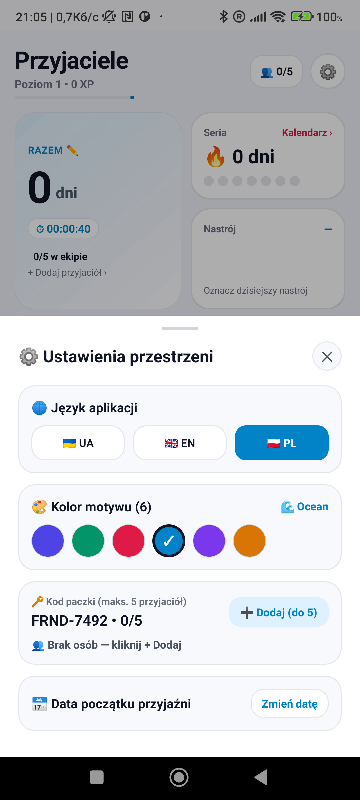 21:05 | 0,7Кб/с
100%
Przyjaciele
Poziom 1 • 0 XP
0/5
RAZEM
0 dni
00:00:40
0/5 w ekipie
+ Dodaj przyjaciół ›
Seria
Kalendarz ›
0 dni
Nastrój
–
Oznacz dzisiejszy nastrój
Ustawienia przestrzeni
Język aplikacji
UA
EN
PL
Kolor motywu (6)
Ocean
Kod paczki (maks. 5 przyjaciół)
FRND-7492 • 0/5
Dodaj (do 5)
Brak osób — kliknij + Dodaj
Data początku przyjaźni
Zmień datę